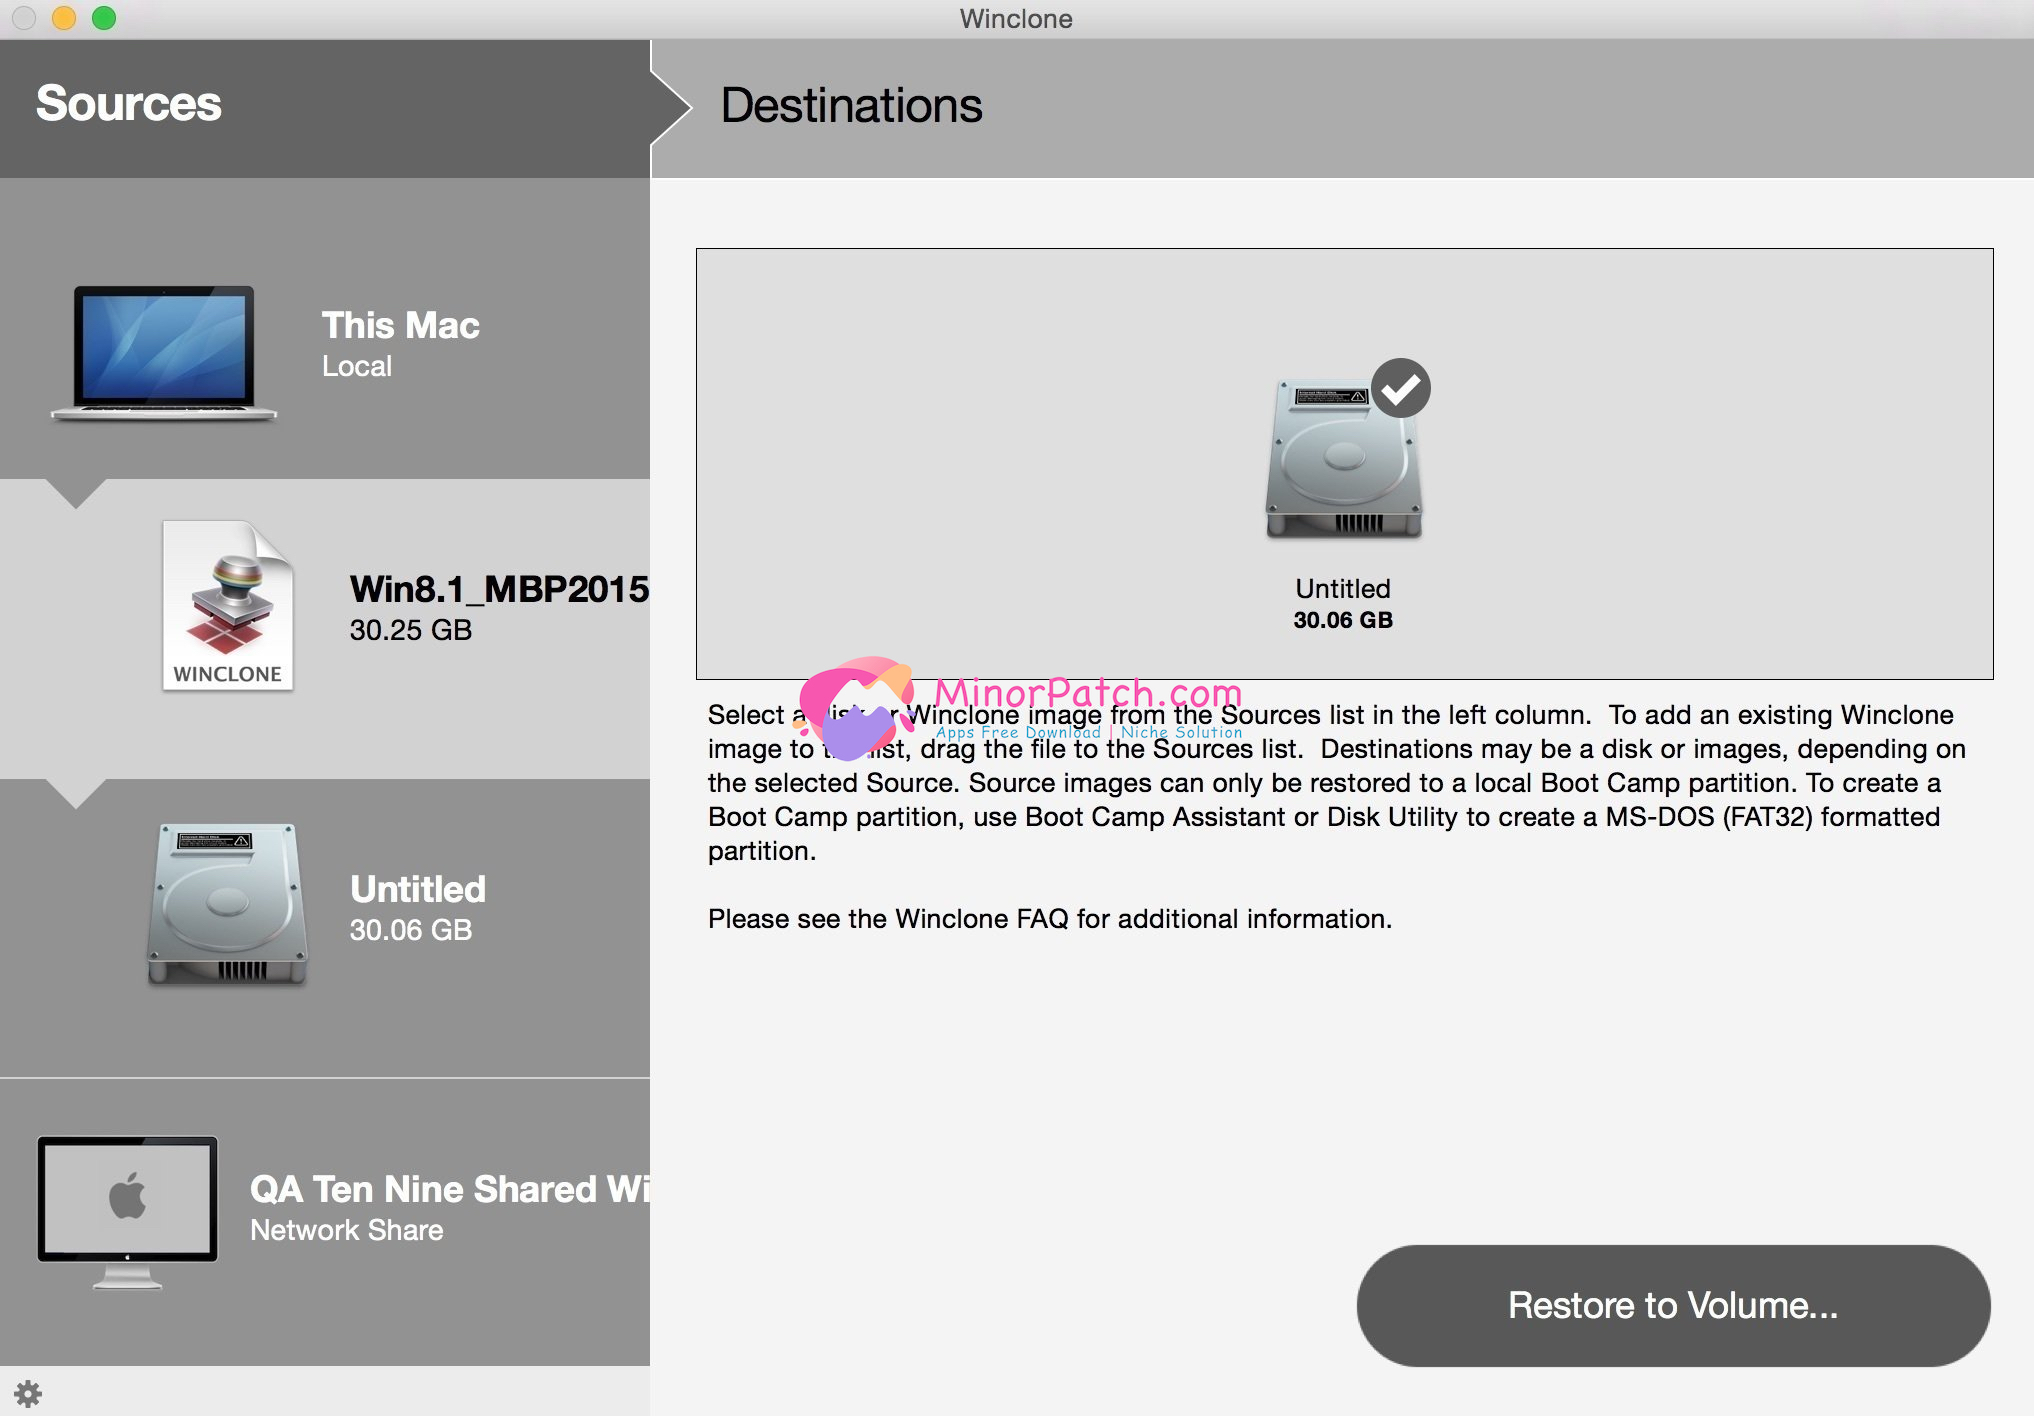 Winclone
Sources
Destinations
This Mac
Local
WINCLONE
Win8.1_MBP2015
30.25 GB
Untitled
30.06 GB
QA Ten Nine Shared Wi
Network Share
Untitled
30.06 GB
MinorPatch.com
Apps Free Download | Niche Solution
Select a disk or Winclone image from the Sources list in the left column. To add an existing Winclone
image to list, drag the file to the Sources list. Destinations may be a disk or images, depending on
the selected Source. Source images can only be restored to a local Boot Camp partition. To create a
Boot Camp partition, use Boot Camp Assistant or Disk Utility to create a MS-DOS (FAT32) formatted
partition.
Please see the Winclone FAQ for additional information.
Restore to Volume...